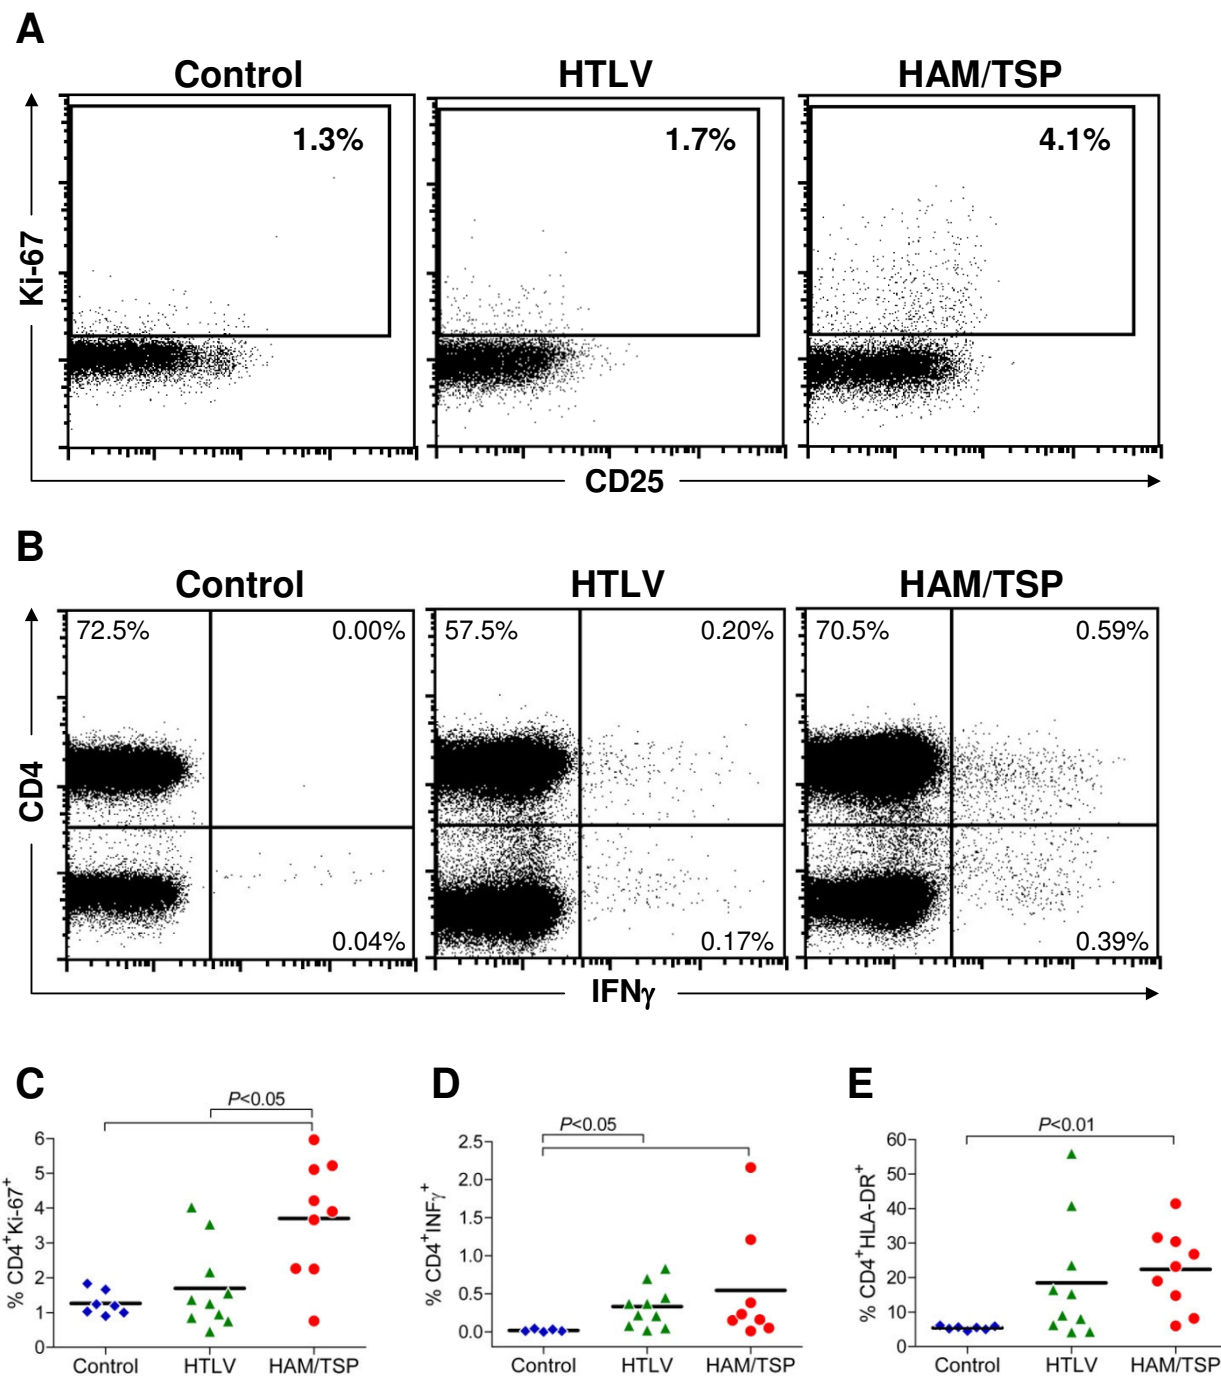 A
Control HTLV HAM/TSP
1.3% 1.7% 4.1%
Ki-67
CD25
B
Control HTLV HAM/TSP
72.5% 0.00% 57.5% 0.20% 70.5% 0.59%
CD4
0.04% 0.17% 0.39%
IFNγ
C
P<0.05
% CD4+Ki-67+
6
5
4
3
2
1
0
Control HTLV HAM/TSP
D
P<0.05
% CD4+INFγ+
2.5
2.0
1.5
1.0
0.5
0.0
Control HTLV HAM/TSP
E
P<0.01
% CD4+HLA-DR+
60
50
40
30
20
10
0
Control HTLV HAM/TSP